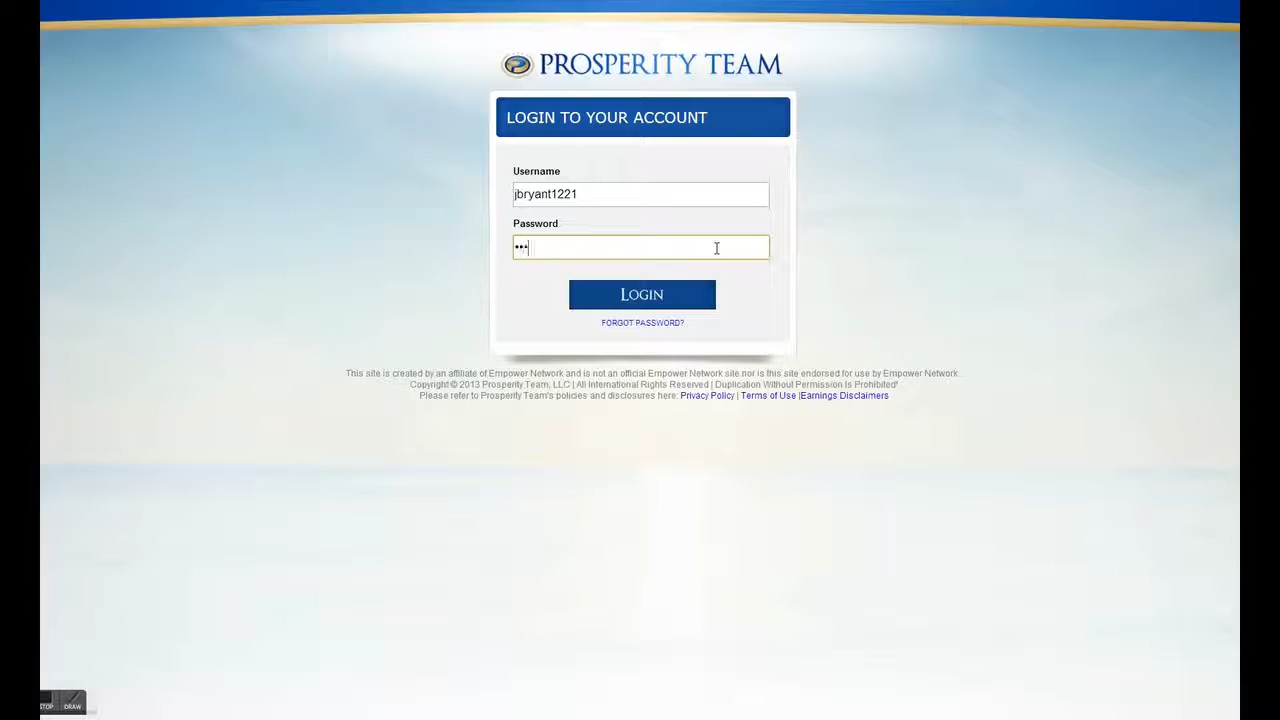 PROSPERITY TEAM
LOGIN TO YOUR ACCOUNT
Username
jbryant1221
Password
•••
LOGIN
FORGOT PASSWORD?
This site is created by an affiliate of Empower Network and is not an official Empower Network site nor is this site endorsed for use by Empower Network.
Copyright © 2013 Prosperity Team, LLC | All International Rights Reserved | Duplication Without Permission Is Prohibited!
Please refer to Prosperity Team's policies and disclosures here: Privacy Policy | Terms of Use |Earnings Disclaimers
STOP DRAW